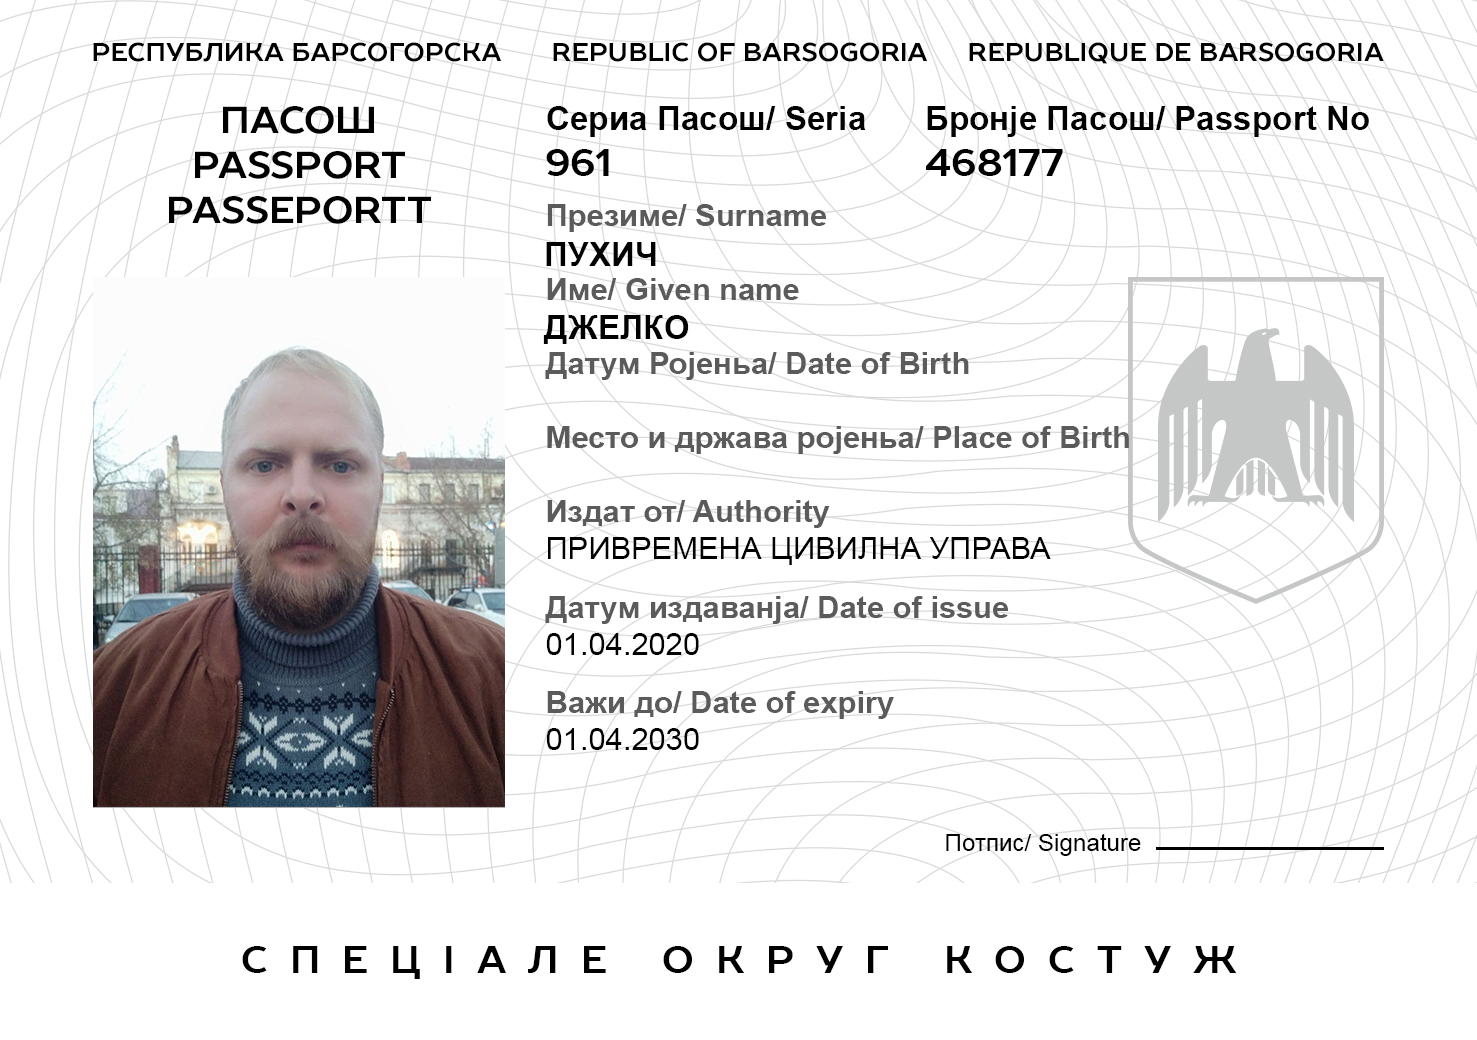 РЕСПУБЛИКА БАРСОГОРСКА REPUBLIC OF BARSOGORIA REPUBLIQUE DE BARSOGORIA
ПАСОШ
PASSPORT
PASSEPORTT
Сериа Пасош/ Seria
961
Бронје Пасош/ Passport No
468177
Презиме/ Surname
ПУХИЧ
Име/ Given name
ДЖЕЛКО
ДатумРојења/ Date of Birth
Место и држава ројења/ Place of Birth
Издат от/ Authority
ПРИВРЕМЕНА ЦИВИЛНА УПРАВА
Датум издаванја/ Date of issue
01.04.2020
Важи до/ Date of expiry
01.04.2030
Потпис/ Signature
СПЕЦІАЛЕ ОКРУГ КОСТУЖ